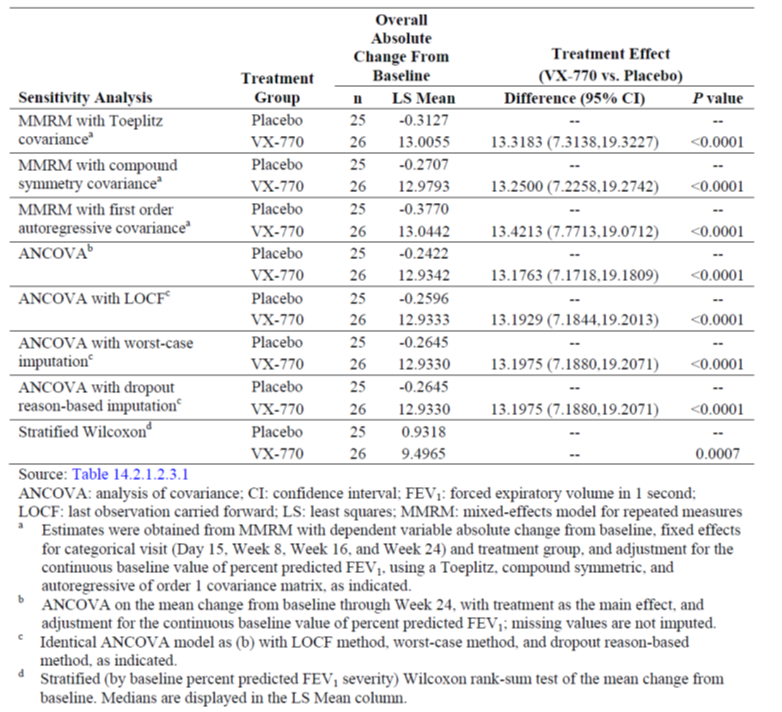 Overall
Absolute
Change From
Baseline
Treatment Effect
(VX-770 vs. Placebo)
Treatment
Group
Sensitivity Analysis n LS Mean Difference (95% CI) P value
MMRM with Toeplitz Placebo 25 -0.3127 -- --
covarianceᵃ VX-770 26 13.0055 13.3183 (7.3138,19.3227) <0.0001
MMRM with compound Placebo 25 -0.2707 -- --
symmetry covarianceᵃ VX-770 26 12.9793 13.2500 (7.2258,19.2742) <0.0001
MMRM with first order Placebo 25 -0.3770 -- --
autoregressive covarianceᵃ VX-770 26 13.0442 13.4213 (7.7713,19.0712) <0.0001
ANCOVAᵇ Placebo 25 -0.2422 -- --
VX-770 26 12.9342 13.1763 (7.1718,19.1809) <0.0001
ANCOVA with LOCFᶜ Placebo 25 -0.2596 -- --
VX-770 26 12.9333 13.1929 (7.1844,19.2013) <0.0001
ANCOVA with worst-case Placebo 25 -0.2645 -- --
imputationᶜ VX-770 26 12.9330 13.1975 (7.1880,19.2071) <0.0001
ANCOVA with dropout Placebo 25 -0.2645 -- --
reason-based imputationᶜ VX-770 26 12.9330 13.1975 (7.1880,19.2071) <0.0001
Stratified Wilcoxonᵈ Placebo 25 0.9318 -- --
VX-770 26 9.4965 -- 0.0007
Source: Table 14.2.1.2.3.1
ANCOVA: analysis of covariance; CI: confidence interval; FEV₁: forced expiratory volume in 1 second;
LOCF: last observation carried forward; LS: least squares; MMRM: mixed-effects model for repeated measures
ᵃ Estimates were obtained from MMRM with dependent variable absolute change from baseline, fixed effects
for categorical visit (Day 15, Week 8, Week 16, and Week 24) and treatment group, and adjustment for the
continuous baseline value of percent predicted FEV₁, using a Toeplitz, compound symmetric, and
autoregressive of order 1 covariance matrix, as indicated.
ᵇ ANCOVA on the mean change from baseline through Week 24, with treatment as the main effect, and
adjustment for the continuous baseline value of percent predicted FEV₁; missing values are not imputed.
ᶜ Identical ANCOVA model as (b) with LOCF method, worst-case method, and dropout reason-based
method, as indicated.
ᵈ Stratified (by baseline percent predicted FEV₁ severity) Wilcoxon rank-sum test of the mean change from
baseline. Medians are displayed in the LS Mean column.